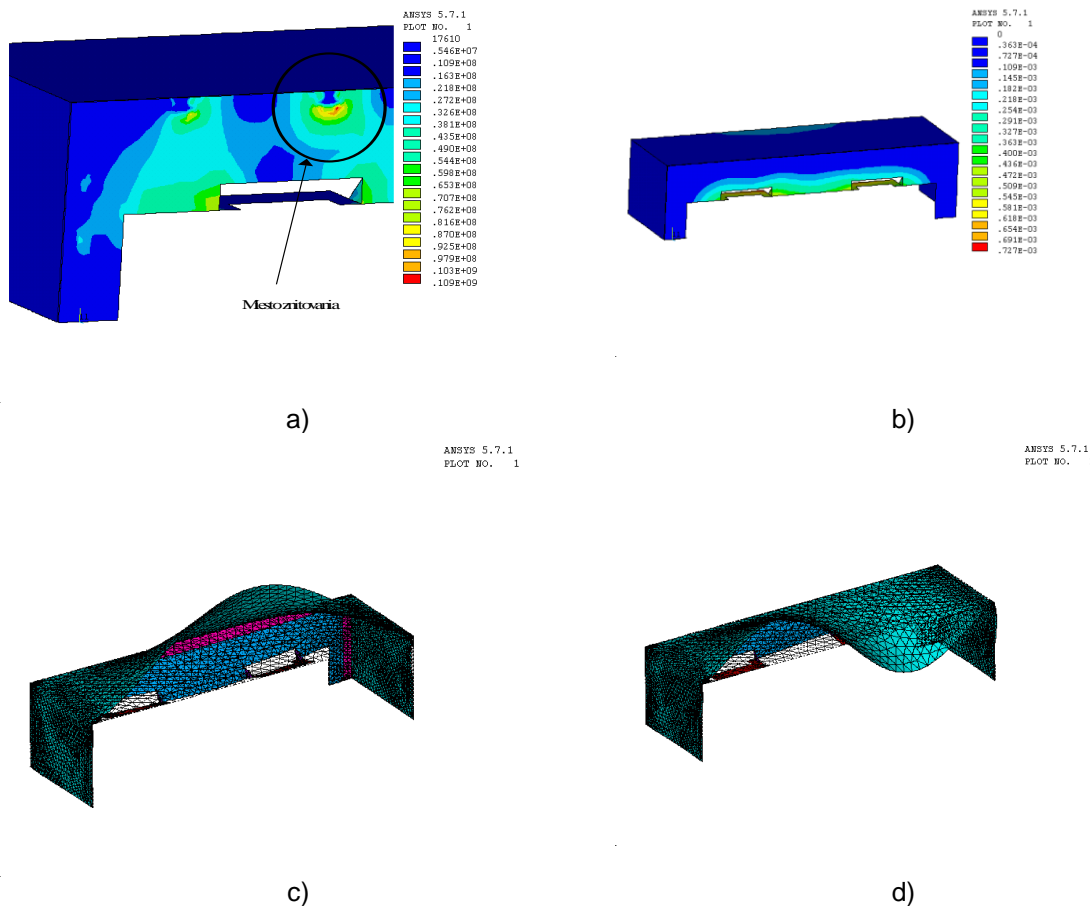 ANSYS 5.7.1
PLOT NO. 1
17610
.546E+07
.109E+08
.163E+08
.218E+08
.272E+08
.326E+08
.381E+08
.435E+08
.490E+08
.544E+08
.598E+08
.653E+08
.707E+08
.762E+08
.816E+08
.870E+08
.925E+08
.979E+08
.103E+09
.109E+09
Miesto znitovania
a)
ANSYS 5.7.1
PLOT NO. 1
0
.363E-04
.727E-04
.109E-03
.145E-03
.182E-03
.218E-03
.254E-03
.291E-03
.327E-03
.363E-03
.400E-03
.436E-03
.472E-03
.509E-03
.545E-03
.581E-03
.618E-03
.654E-03
.691E-03
.727E-03
b)
ANSYS 5.7.1
PLOT NO. 1
c)
ANSYS 5.7.1
PLOT NO.
d)